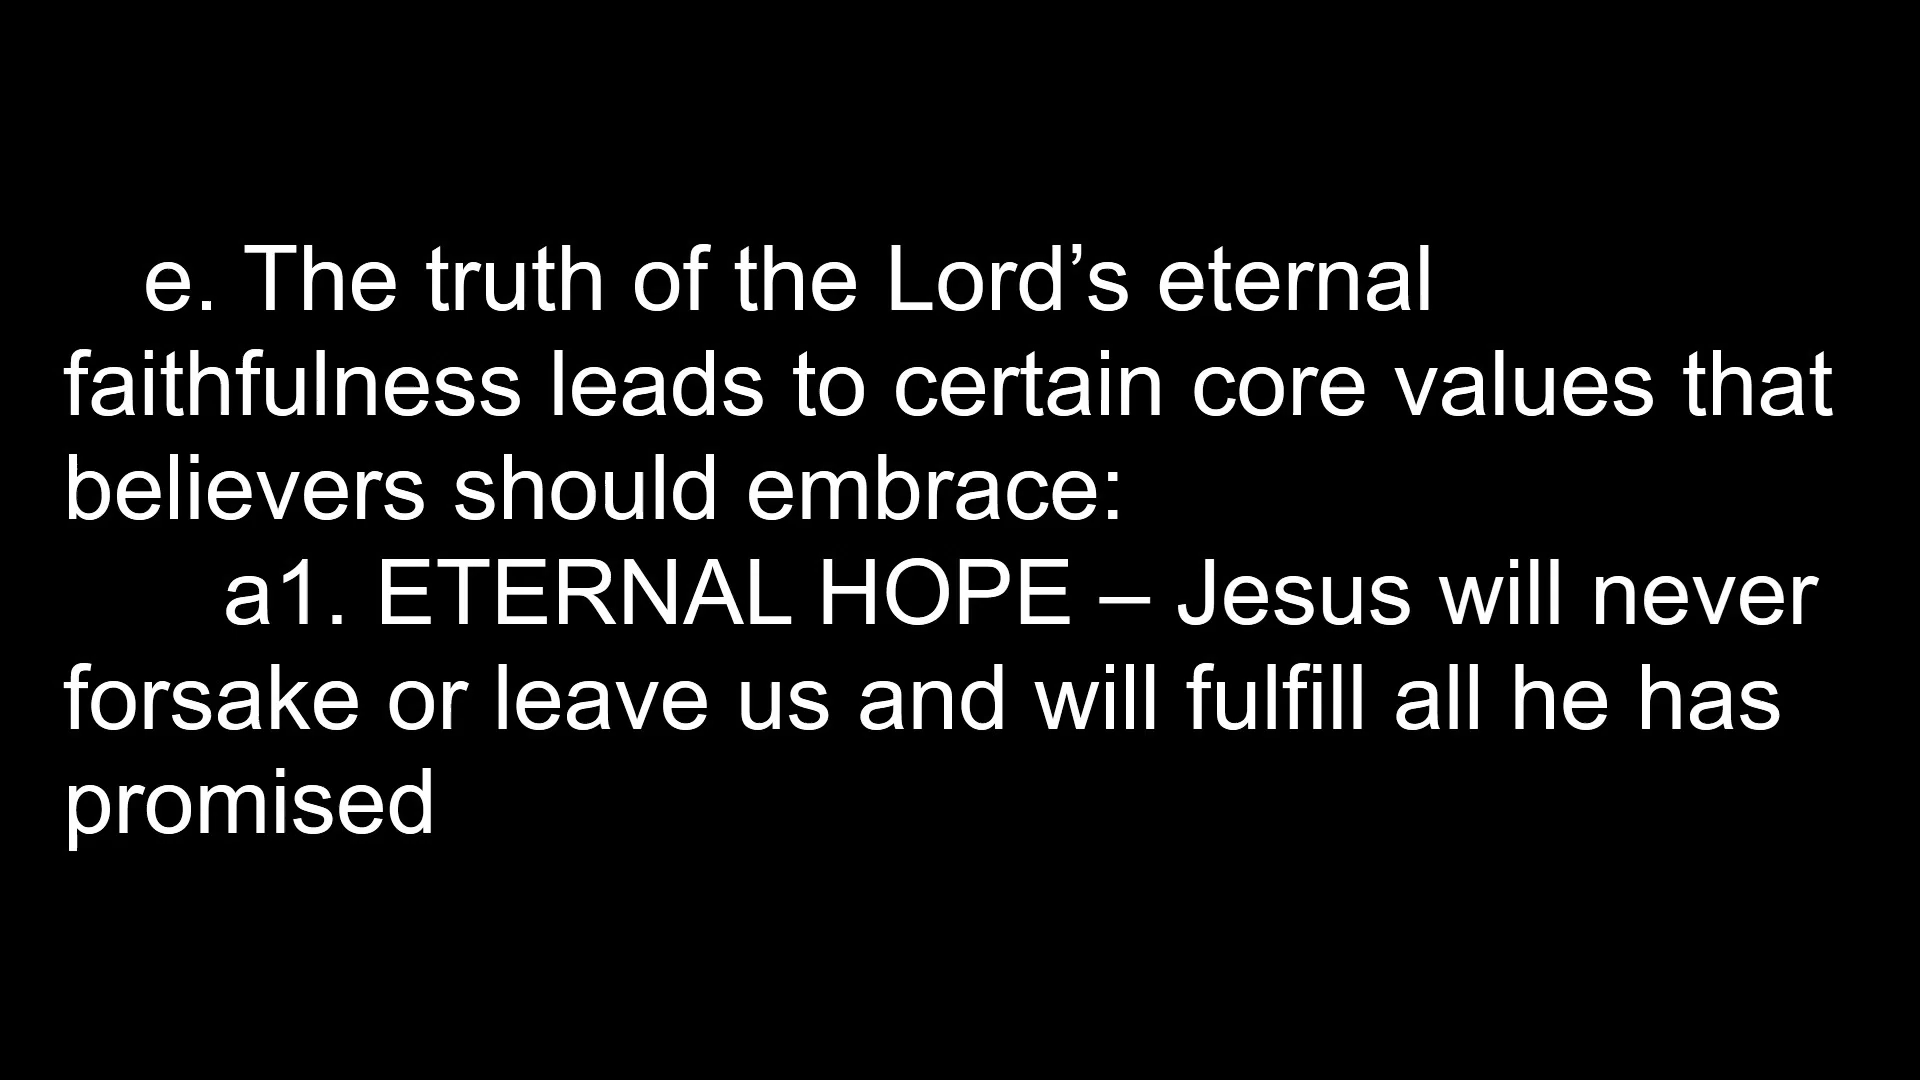 e. The truth of the Lord’s eternal
faithfulness leads to certain core values that
believers should embrace:
a1. ETERNAL HOPE – Jesus will never
forsake or leave us and will fulfill all he has
promised